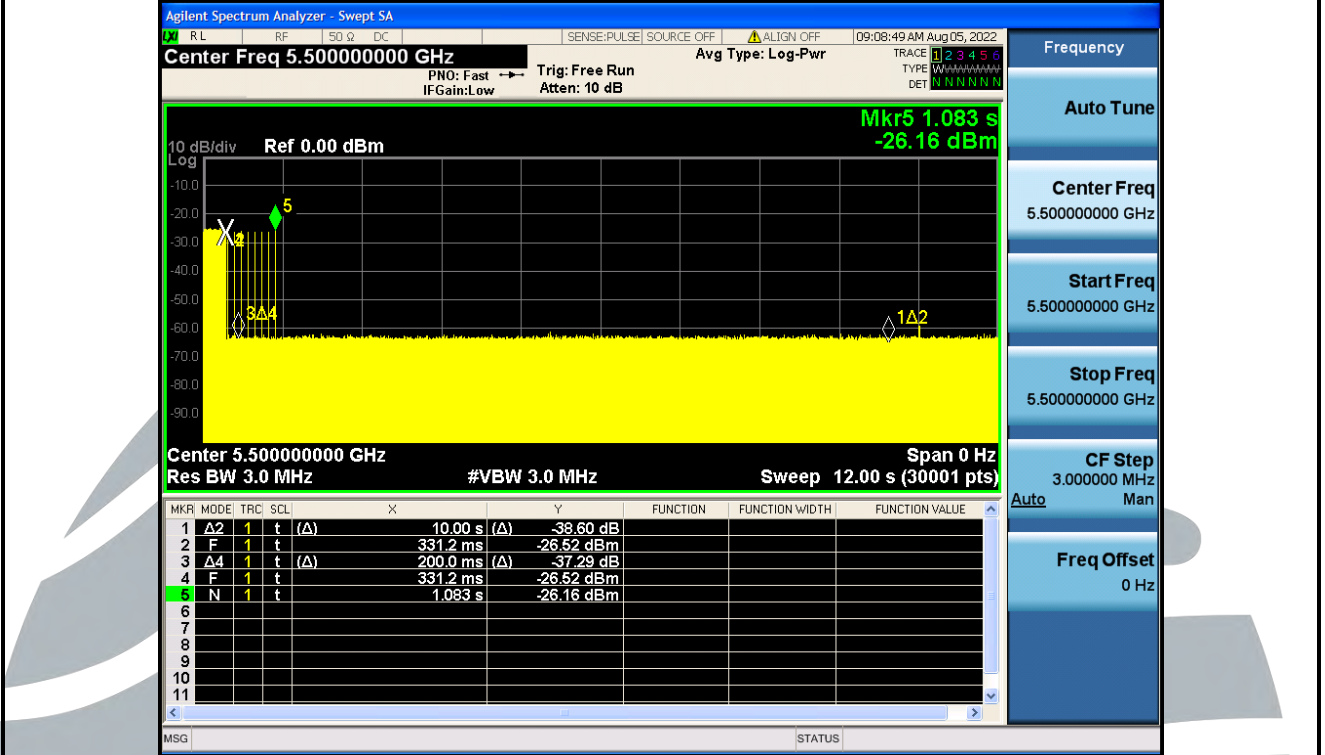 Agilent Spectrum Analyzer - Swept SA
LXI RL RF 50 Ω DC SENSE:PULSE SOURCE OFF ALIGN OFF 09:08:49 AM Aug 05, 2022
Center Freq 5.500000000 GHz
PNO: Fast
IFGain:Low
Trig: Free Run
Atten: 10 dB
Avg Type: Log-Pwr
TRACE 1 2 3 4 5 6
TYPE WWWWWW
DET N N N N N N
Mkr5 1.083 s
-26.16 dBm
10 dB/div Ref 0.00 dBm
Log
-10.0
-20.0
-30.0
-40.0
-50.0
-60.0
-70.0
-80.0
-90.0
5
3Δ4
1Δ2
Center 5.500000000 GHz Span 0 Hz
Res BW 3.0 MHz #VBW 3.0 MHz Sweep 12.00 s (30001 pts)
MKR MODE TRC SCL X Y FUNCTION FUNCTION WIDTH FUNCTION VALUE
1 Δ2 1 t (Δ) 10.00 s (Δ) -38.60 dB
2 F 1 t 331.2 ms -26.52 dBm
3 Δ4 1 t (Δ) 200.0 ms (Δ) -37.29 dB
4 F 1 t 331.2 ms -26.52 dBm
5 N 1 t 1.083 s -26.16 dBm
6
7
8
9
10
11
MSG STATUS
Frequency
Auto Tune
Center Freq
5.500000000 GHz
Start Freq
5.500000000 GHz
Stop Freq
5.500000000 GHz
CF Step
3.000000 MHz
Auto Man
Freq Offset
0 Hz